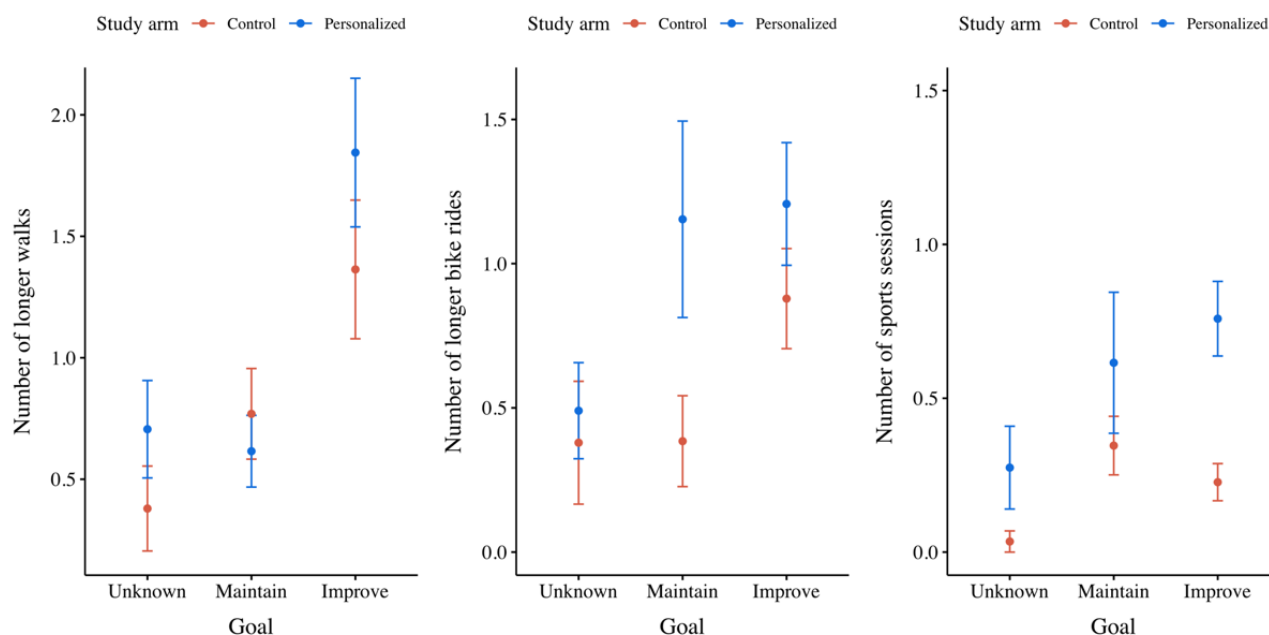 Study arm Control Personalized
Number of longer walks
2.0
1.5
1.0
0.5
Unknown Maintain Improve
Goal
Study arm Control Personalized
Number of longer bike rides
1.5
1.0
0.5
0.0
Unknown Maintain Improve
Goal
Study arm Control Personalized
Number of sports sessions
1.5
1.0
0.5
0.0
Unknown Maintain Improve
Goal